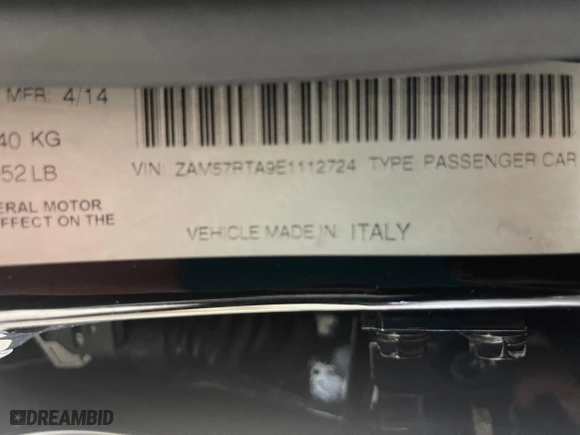 MFR: 4/14
40 KG
52 LB
VIN: ZAM57RTA9E1112724 TYPE: PASSENGER CAR
ERAL MOTOR
EFFECT ON THE
VEHICLE MADE IN: ITALY
DREAMBID